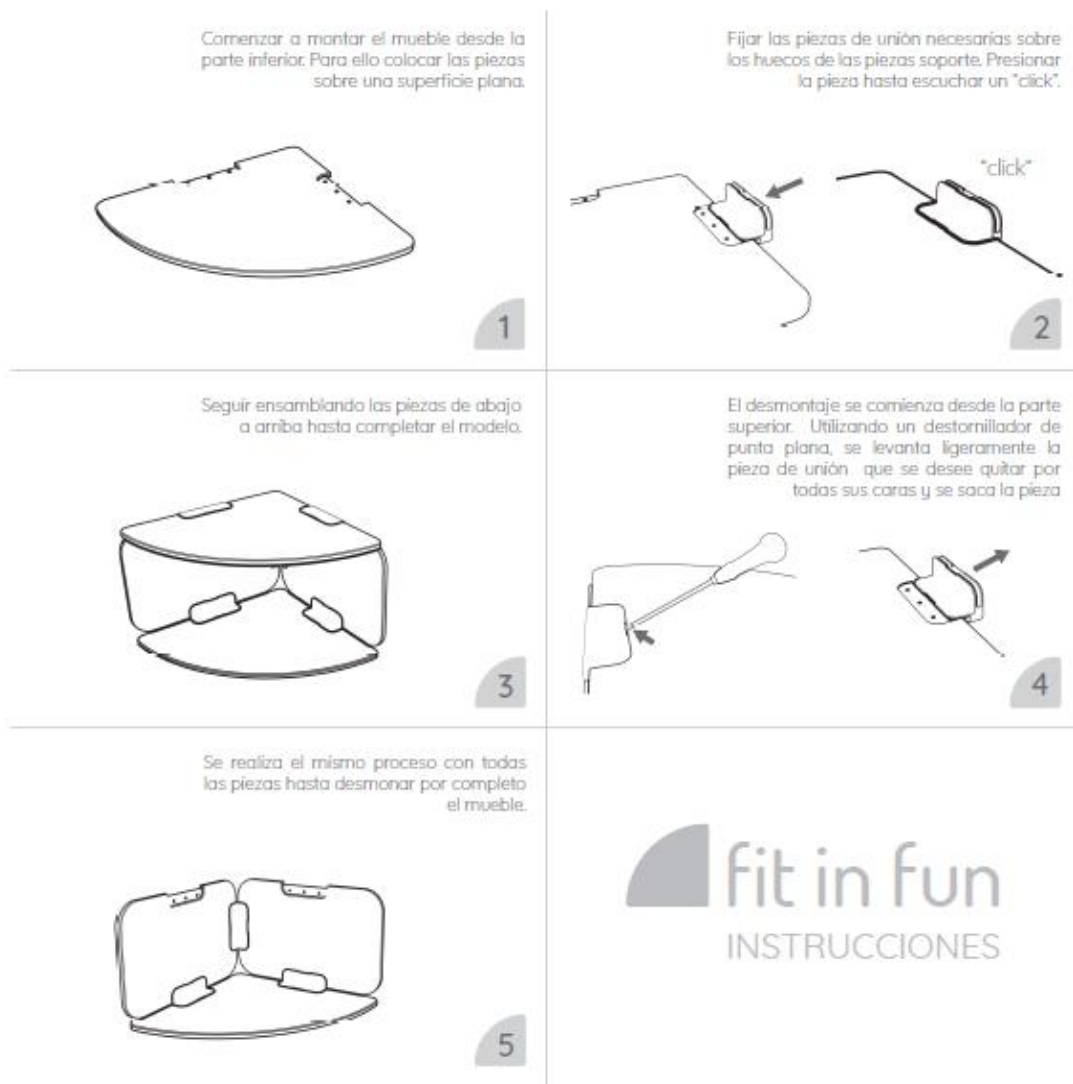 Comenzar a montar el mueble desde la
parte inferior. Para ello colocar las piezas
sobre una superficie plana.
1
Fijar las piezas de unión necesarias sobre
los huecos de las piezas soporte. Presionar
la pieza hasta escuchar un "click".
"click"
2
Seguir ensamblando las piezas de abajo
a arriba hasta completar el modelo.
3
El desmontaje se comienza desde la parte
superior. Utilizando un destornillador de
punta plana, se levanta ligeramente la
pieza de unión que se desee quitar por
todas sus caras y se saca la pieza
4
Se realiza el mismo proceso con todas
las piezas hasta desmonar por completo
el mueble.
5
fit in fun
INSTRUCCIONES